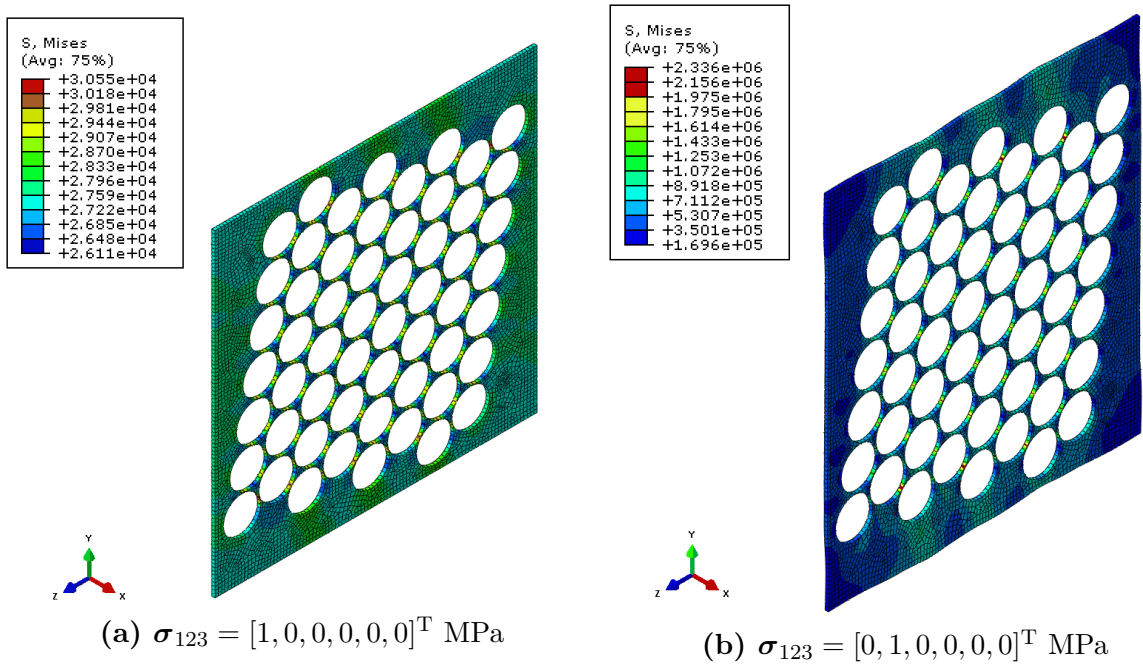 S, Mises
(Avg: 75%)
+3.055e+04
+3.018e+04
+2.981e+04
+2.944e+04
+2.907e+04
+2.870e+04
+2.833e+04
+2.796e+04
+2.759e+04
+2.722e+04
+2.685e+04
+2.648e+04
+2.611e+04
Y
Z
X
(a) σ₁₂₃ = [1, 0, 0, 0, 0, 0]ᵀ MPa
S, Mises
(Avg: 75%)
+2.336e+06
+2.156e+06
+1.975e+06
+1.795e+06
+1.614e+06
+1.433e+06
+1.253e+06
+1.072e+06
+8.918e+05
+7.112e+05
+5.307e+05
+3.501e+05
+1.696e+05
Y
Z
X
(b) σ₁₂₃ = [0, 1, 0, 0, 0, 0]ᵀ MPa